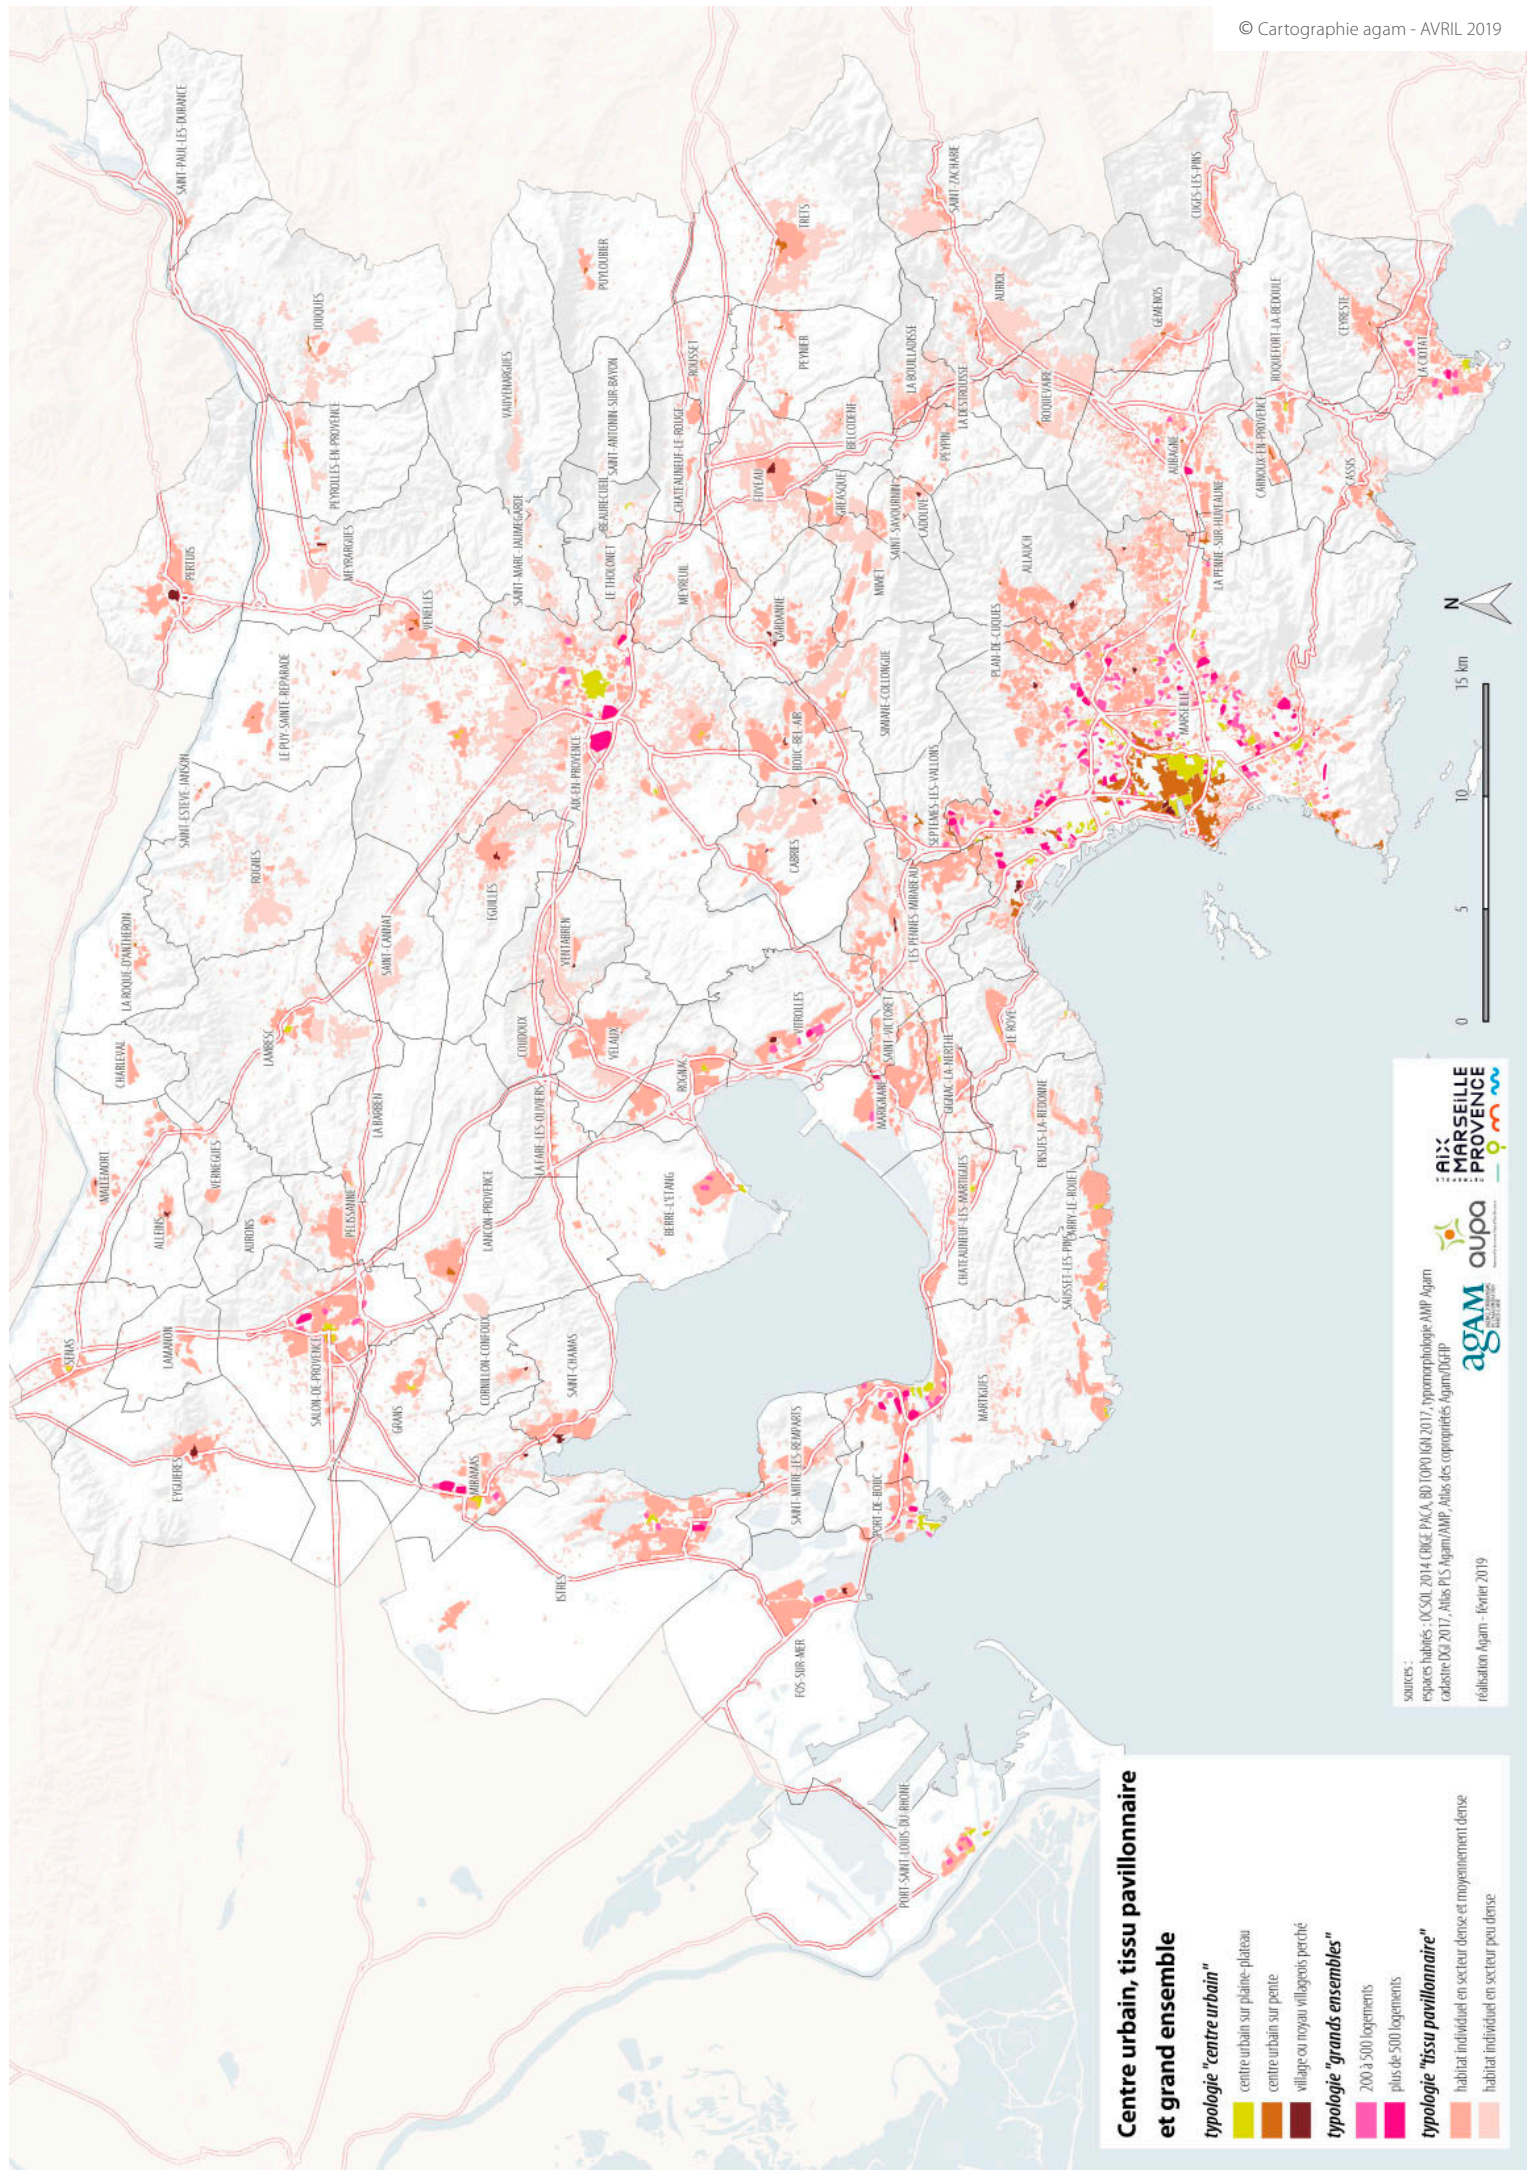 © Cartographie agam - AVRIL 2019
SAINT-PAUL-LES-DURANCE
JOUQUES
PUYLOUBIER
TRETS
SAINT-ZACHARIE
CUGES-LES-PINS
PEYROLLES-EN-PROVENCE
VAUVENARGUES
SAINT-ANTONIN-SUR-BAYON
ROUSSET
PEYNIER
LA BOUILLADISSE
AURIOL
GEMENOS
ROQUEFORT-LA-BEDOULE
CEYRESTE
LA CIOTAT
PERTUIS
MEYRARGUES
SAINT-MARC-JAUMEGARDE
BEAURECUEIL
CHATEAUNEUF-LE-ROUGE
FUVEAU
BELCODENE
GREASQUE
PEYPIN
LA DESTROUSSE
ROQUEVAIRE
AUBAGNE
CARNOUX-EN-PROVENCE
CASSIS
VENELLES
LE THOLONET
MEYREUIL
GARDANNE
MIMET
SAINT-SAVOURNIN
CADOLIVE
ALLAUCH
LA PENNE-SUR-HUVEAUNE
LE PUY-SAINTE-REPARADE
AIX-EN-PROVENCE
BOUC-BEL-AIR
SIMIANE-COLLONGUE
PLAN-DE-CUQUES
MARSEILLE
SAINT-ESTEVE-JANSON
ROGNES
EGUILLES
CABRIES
SEPTEMES-LES-VALLONS
LES PENNES-MIRABEAU
LA ROQUE-D'ANTHERON
SAINT-CANNAT
VENTABREN
VITROLLES
SAINT-VICTORET
LE ROVE
CHARLEVAL
LAMBESC
COUDOUX
VELAUX
ROGNAC
MARIGNANE
GIGNAC-LA-NERTHE
ENSUES-LA-REDONNE
MALLEMORT
VERNEGUES
ALLEINS
AURONS
LA BARBEN
PELISSANNE
LANCON-PROVENCE
LA FARE-LES-OLIVIERS
BERRE-L'ETANG
CHATEAUNEUF-LES-MARTIGUES
CARRY-LE-ROUET
SAUSSET-LES-PINS
SENAS
LAMANON
EYGUIERES
SALON-DE-PROVENCE
GRANS
CORNILLON-CONFOUX
SAINT-CHAMAS
MIRAMAS
ISTRES
SAINT-MITRE-LES-REMPARTS
MARTIGUES
PORT-DE-BOUC
FOS-SUR-MER
PORT-SAINT-LOUIS-DU-RHONE
N
0 5 10 15 km
Centre urbain, tissu pavillonnaire
et grand ensemble
typologie "centre urbain"
centre urbain sur plaine-plateau
centre urbain sur pente
village ou noyau villageois perché
typologie "grands ensembles"
200 à 500 logements
plus de 500 logements
typologie "tissu pavillonnaire"
habitat individuel en secteur dense et moyennement dense
habitat individuel en secteur peu dense
sources :
espaces habités : OCSOL 2014 CRIGE PACA, BD TOPO IGN 2017, typomorphologie AMP Agam
cadastre DGI 2017, Atlas PLS Agam/AMP, Atlas des copropriétés Agam/DGFIP
réalisation Agam - février 2019
agAM
aupa
MÉTROPOLE
AiX
MARSEILLE
PROVENCE